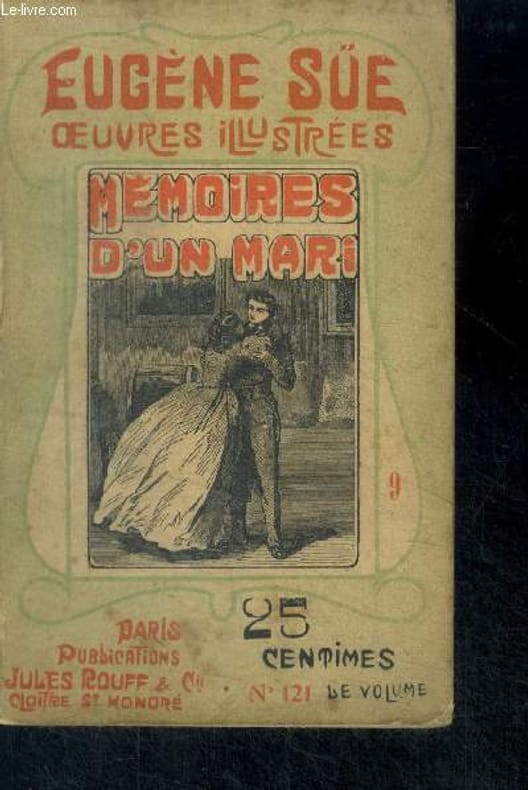 Le-livre.com
EUGÈNE SÜE
ŒUVRES iLLUSTRÉES
MÉMOiRES
D'UN MARi
9
PARiS
PUBLiCATiONS
JULES ROUFF & Cie
CLOîTRE St HONORÉ
25
CENTiMES
N° 121 LE VOLUME